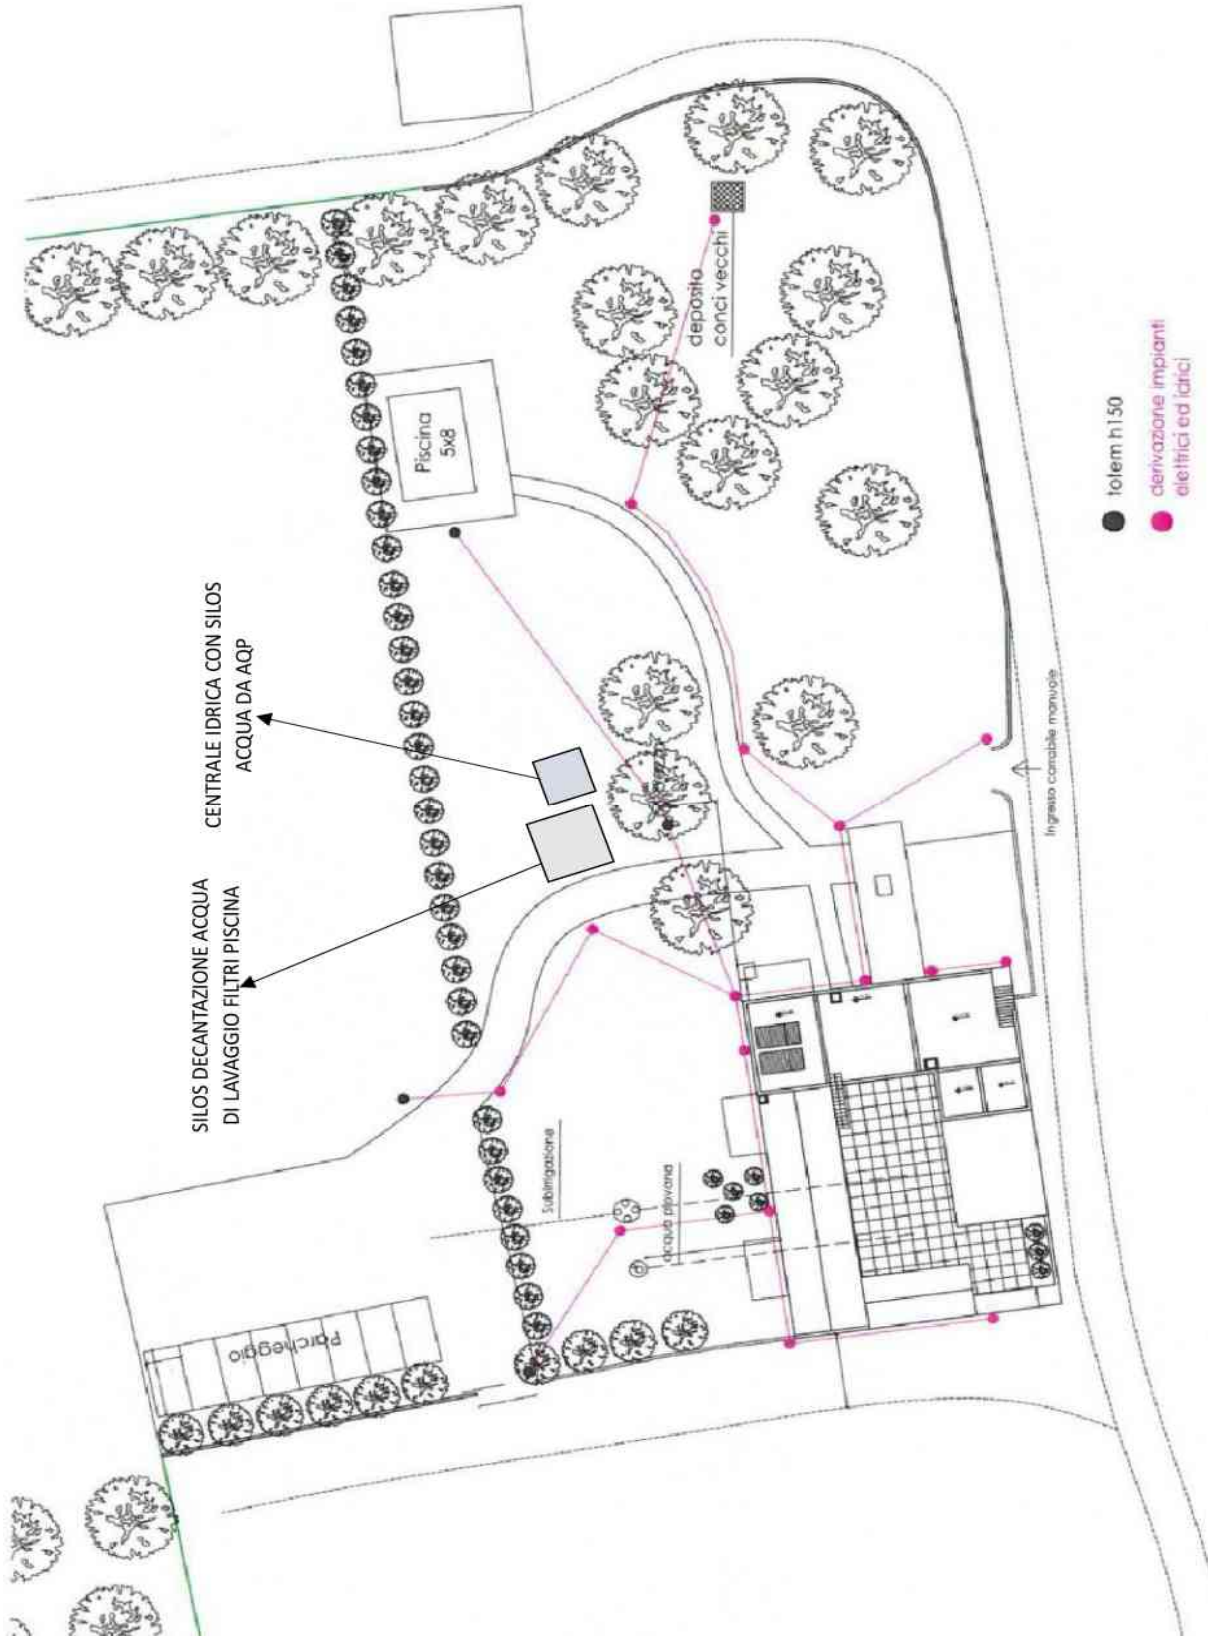 SILOS DECANTAZIONE ACQUA
DI LAVAGGIO FILTRI PISCINA
CENTRALE IDRICA CON SILOS
ACQUA DA AQP
Piscina
5x8
deposito
conci vecchi
Parcheggio
Subirrigazione
acqua piovana
Ingresso carrabile manuale
totem h150
derivazione impianti
elettrici ed idrici